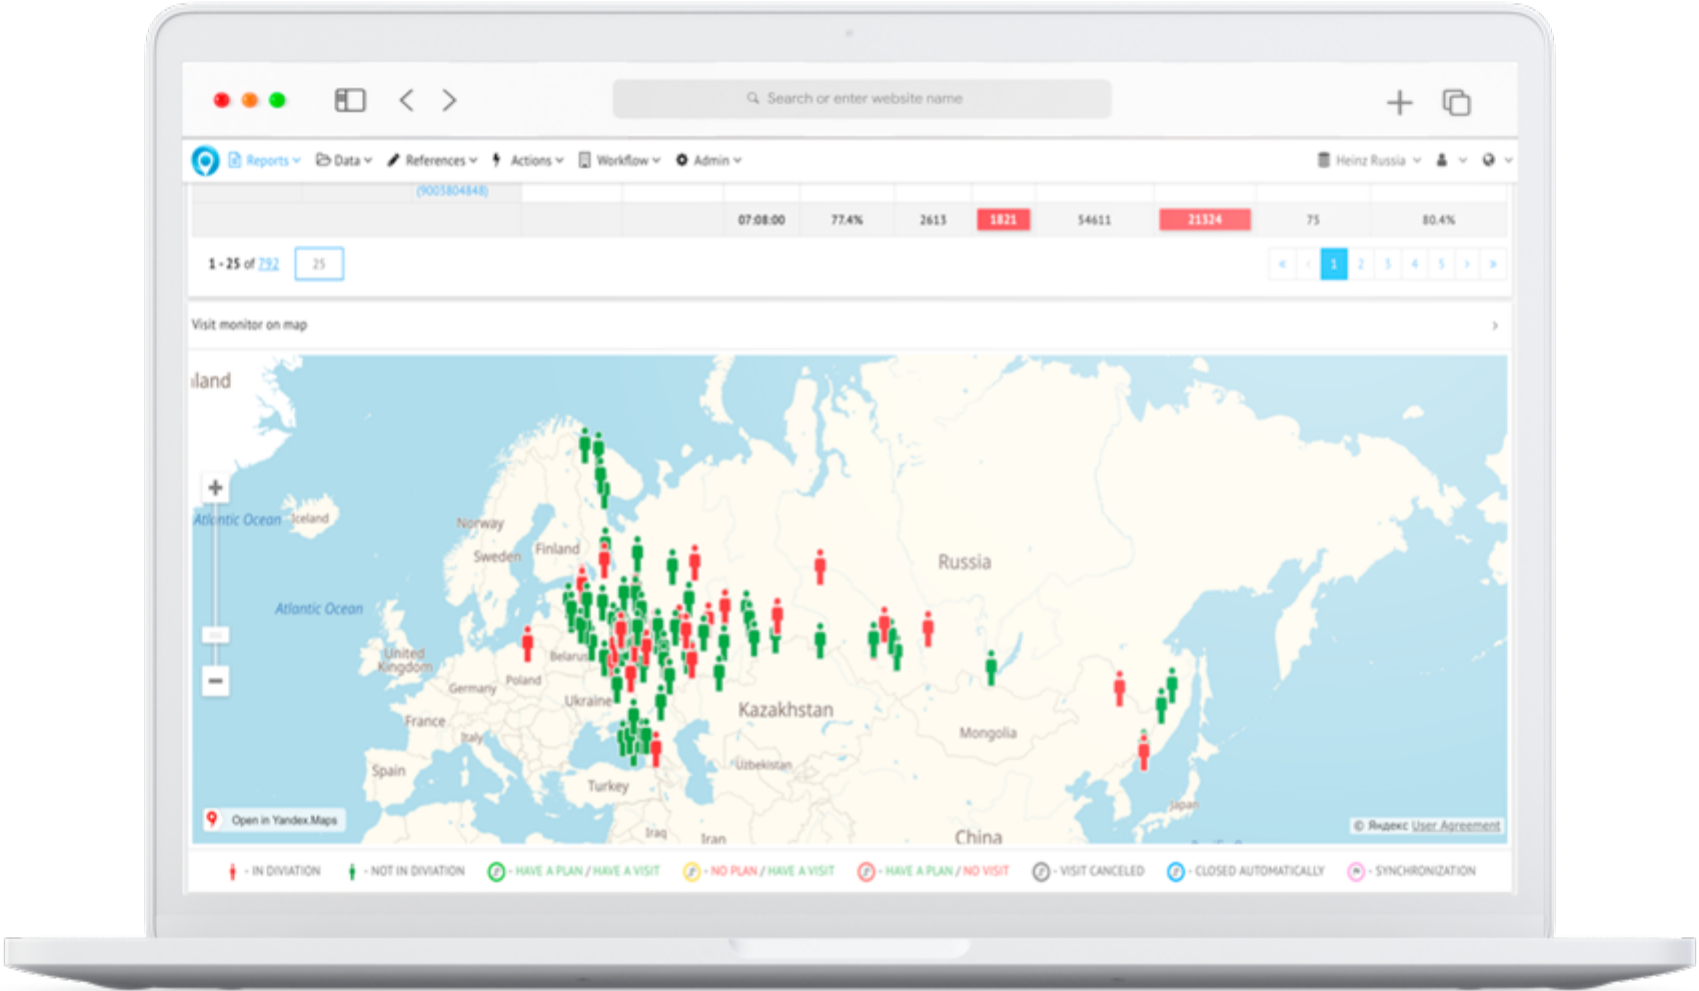 Search or enter website name
Reports Data References Actions Workflow Admin Heinz Russia
(9003804848)
07:08:00 77.4% 2613 1821 54611 21324 75 80.4%
1 - 25 of 792 25 « ‹ 1 2 3 4 5 › »
Visit monitor on map
Atlantic Ocean
Iceland
Norway
Sweden
Finland
Russia
Atlantic Ocean
United
Kingdom
Belarus
Poland
Germany
Ukraine
France
Kazakhstan
Italy
Mongolia
Spain
Uzbekistan
Turkey
Japan
Iraq
Iran
China
Open in Yandex.Maps
© Яндекс User Agreement
- IN DIVIATION - NOT IN DIVIATION - HAVE A PLAN / HAVE A VISIT - NO PLAN / HAVE A VISIT - HAVE A PLAN / NO VISIT - VISIT CANCELED - CLOSED AUTOMATICALLY - SYNCHRONIZATION